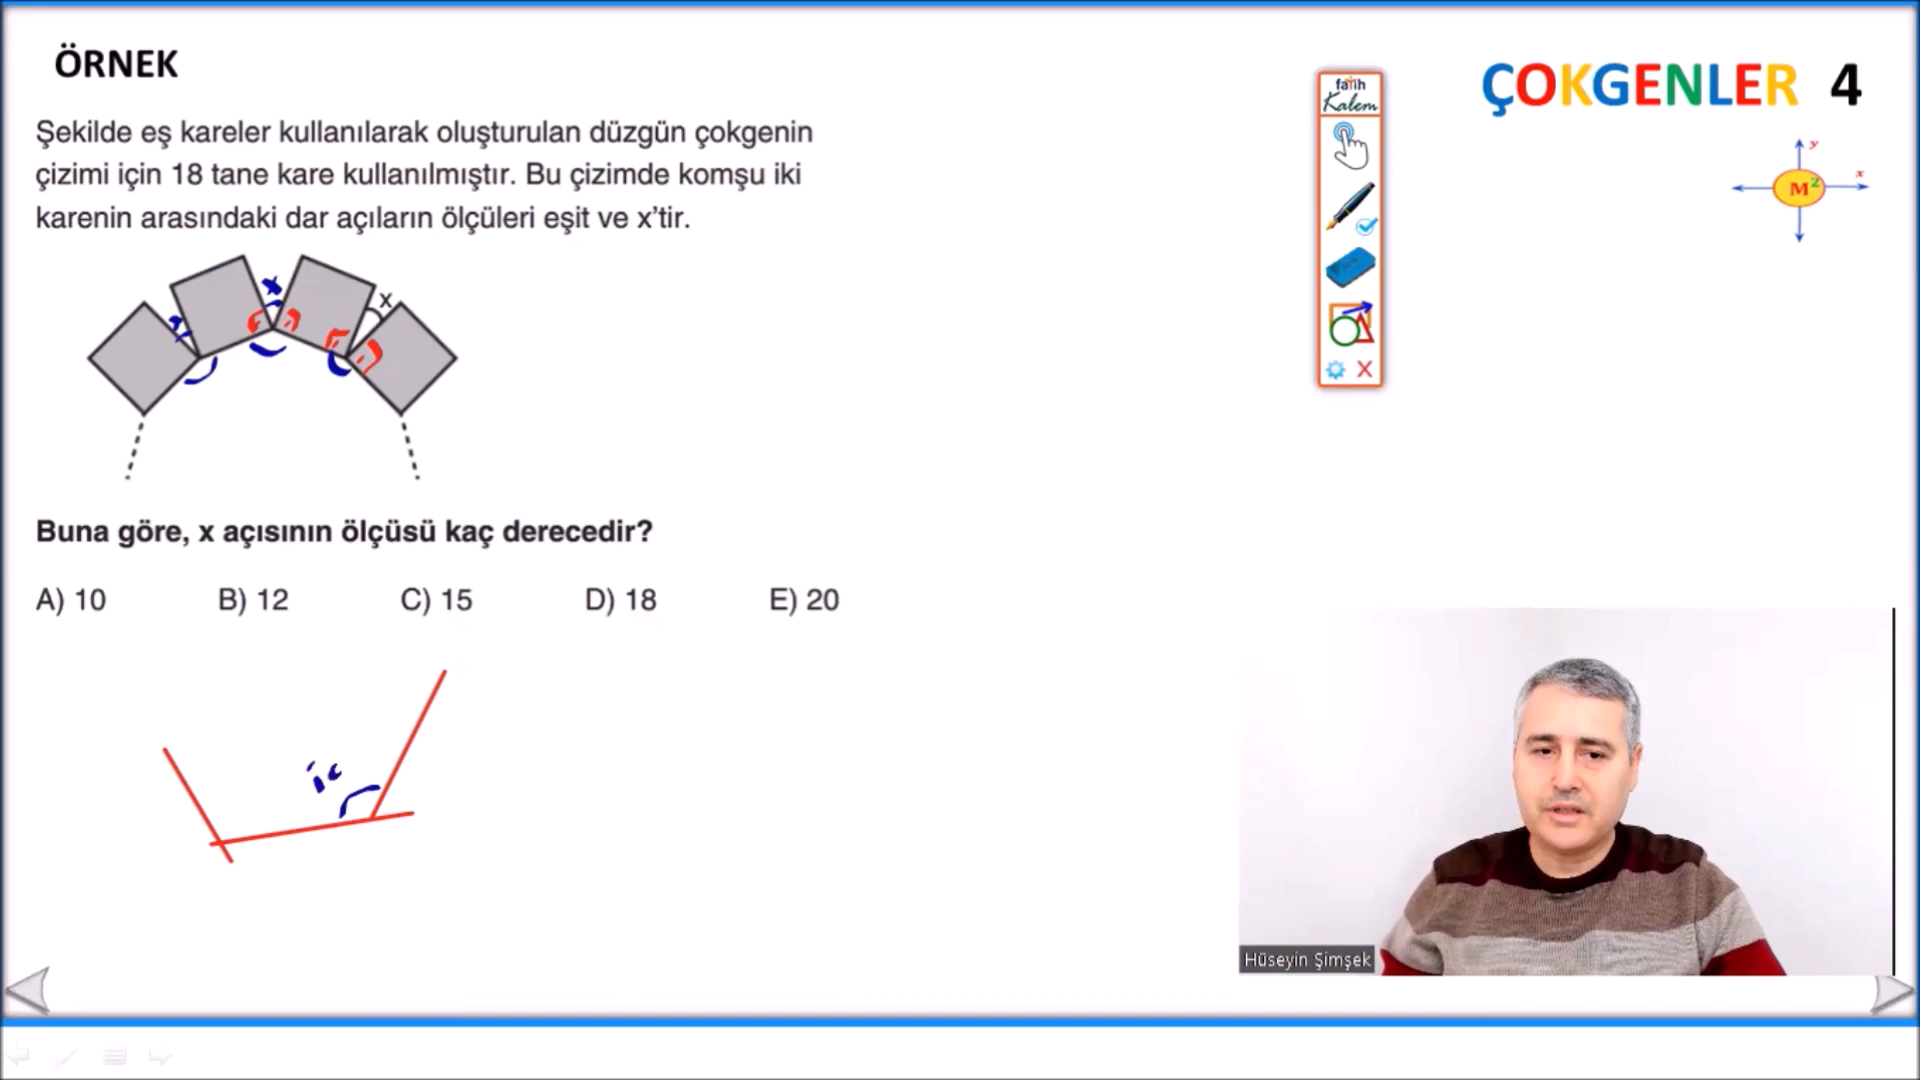 ÖRNEK
ÇOKGENLER 4
fatih
Kalem
Şekilde eş kareler kullanılarak oluşturulan düzgün çokgenin
çizimi için 18 tane kare kullanılmıştır. Bu çizimde komşu iki
karenin arasındaki dar açıların ölçüleri eşit ve x'tir.
y
x
M²
x
x
Buna göre, x açısının ölçüsü kaç derecedir?
A) 10 B) 12 C) 15 D) 18 E) 20
iç
X
Hüseyin Şimşek